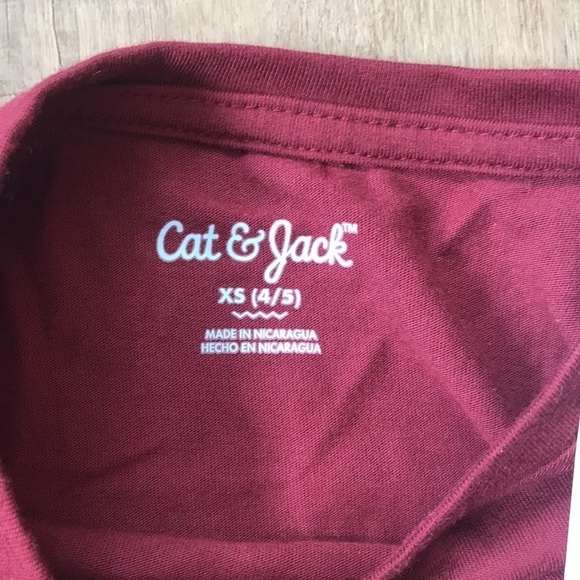 Cat & Jack™
XS (4/5)
MADE IN NICARAGUA
HECHO EN NICARAGUA